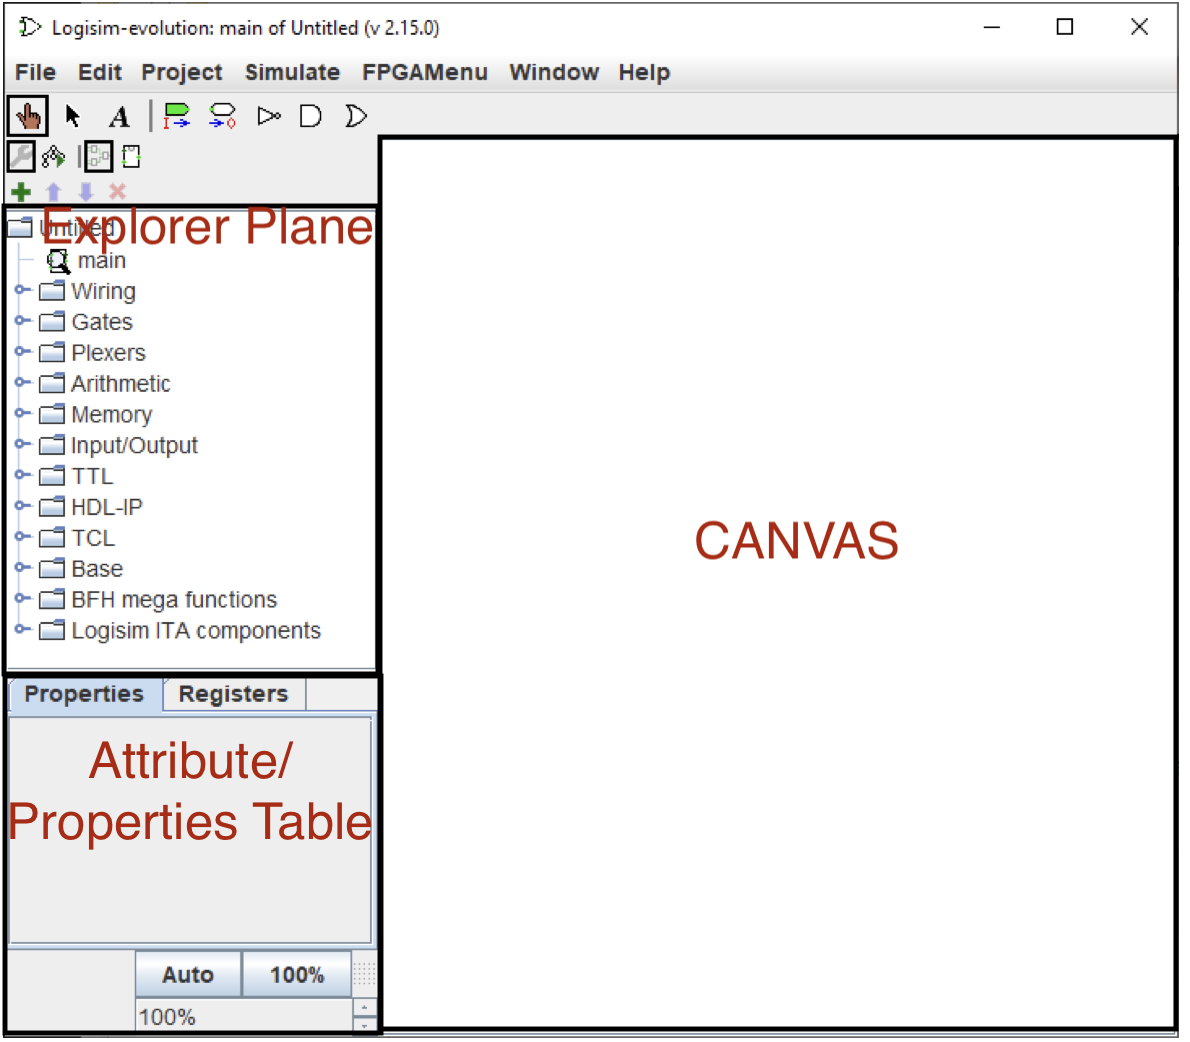 Logisim-evolution: main of Untitled (v 2.15.0)
File Edit Project Simulate FPGAMenu Window Help
A
Explorer Plane
Untitled
main
Wiring
Gates
Plexers
Arithmetic
Memory
Input/Output
TTL
HDL-IP
TCL
Base
BFH mega functions
Logisim ITA components
CANVAS
Properties Registers
Attribute/
Properties Table
Auto 100%
100%